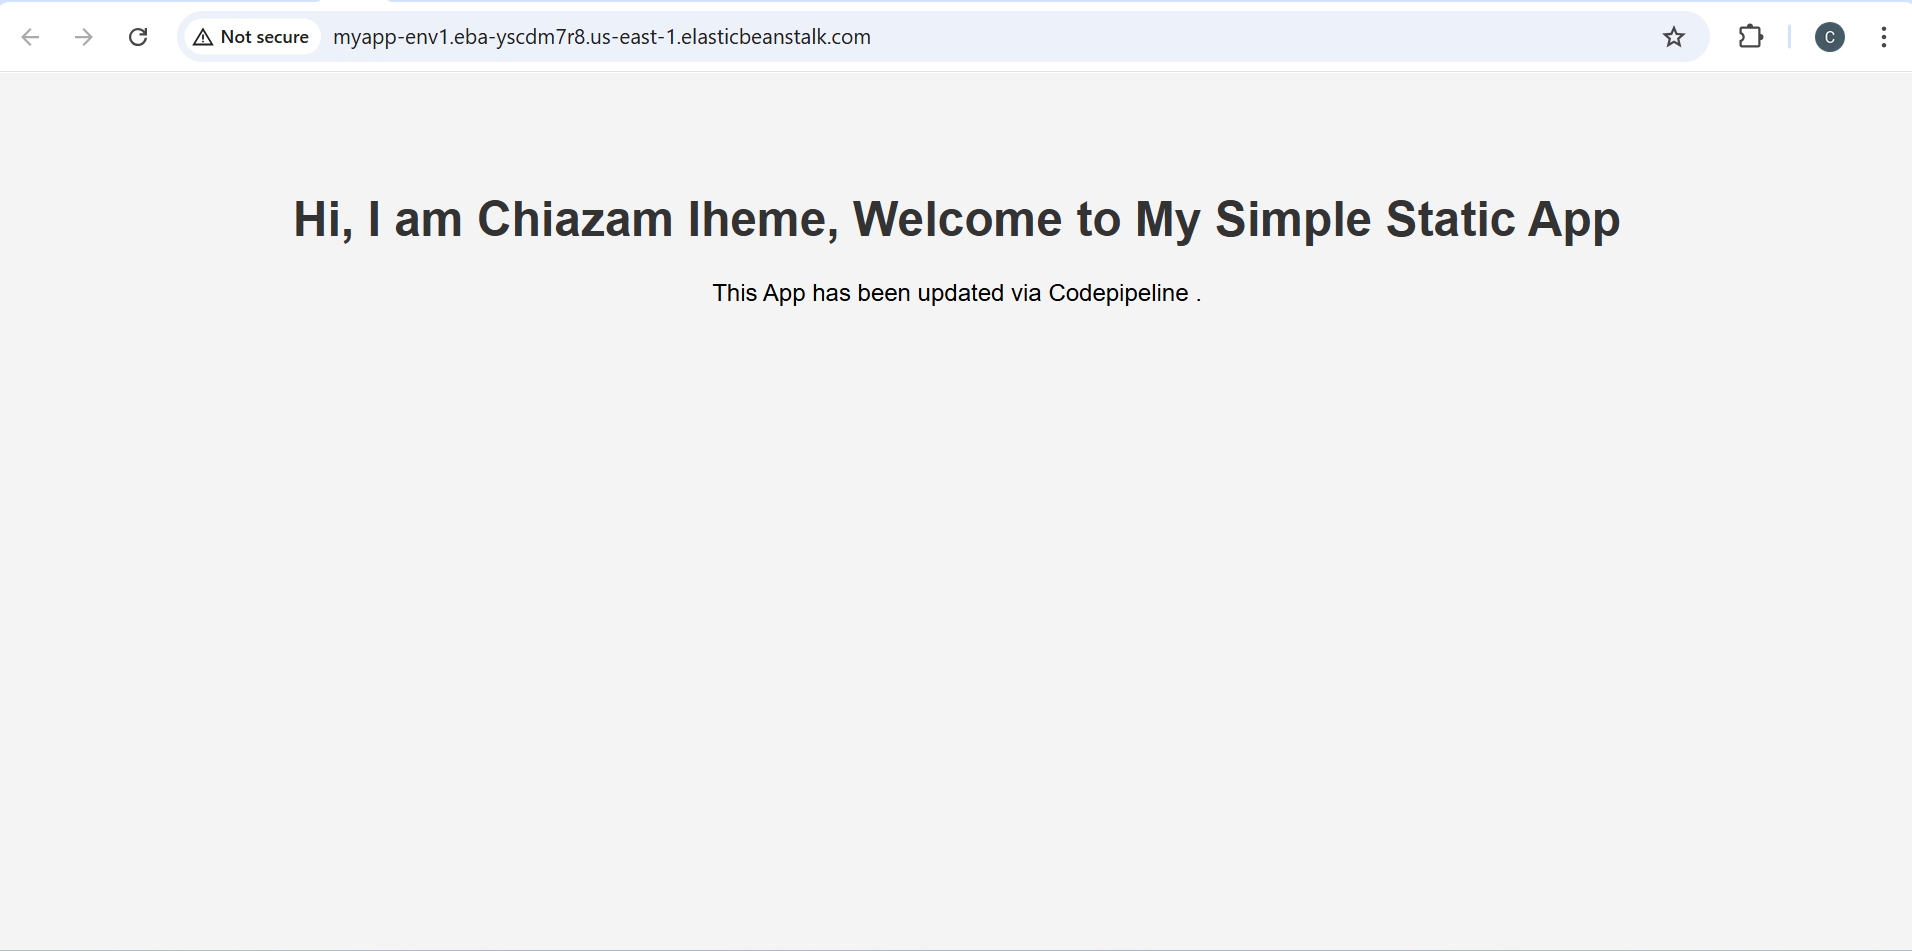 Not secure myapp-env1.eba-yscdm7r8.us-east-1.elasticbeanstalk.com C
Hi, I am Chiazam Iheme, Welcome to My Simple Static App
This App has been updated via Codepipeline .